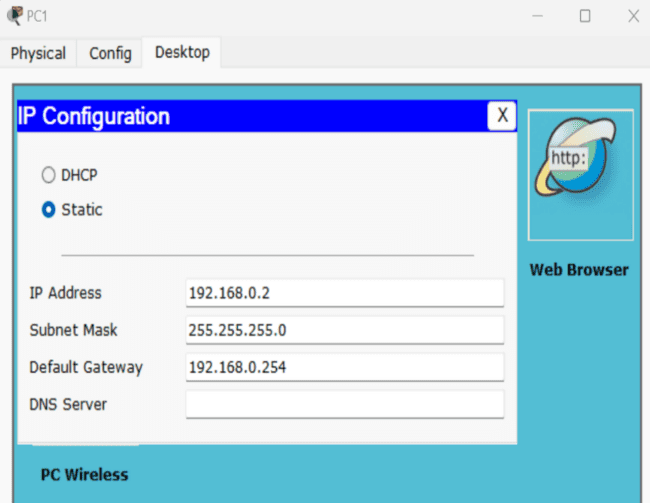 PC1
Physical Config Desktop
IP Configuration X
DHCP
Static
http:
Web Browser
IP Address 192.168.0.2
Subnet Mask 255.255.255.0
Default Gateway 192.168.0.254
DNS Server
PC Wireless